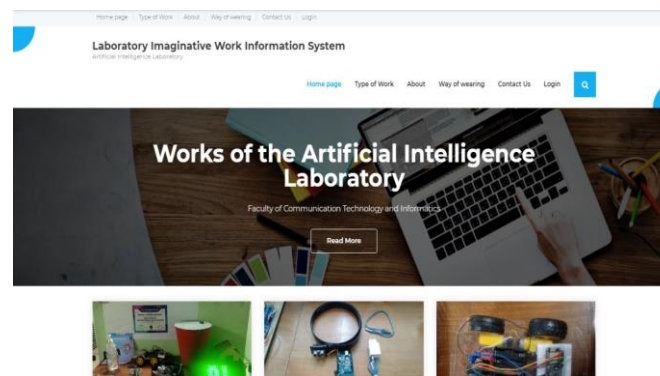 Home page Type of Work About Way of wearing Contact Us Login
Laboratory Imaginative Work Information System
Artificial Intelligence Laboratory
Home page Type of Work About Way of wearing Contact Us Login
Works of the Artificial Intelligence
Laboratory
Faculty of Communication Technology and Informatics
Read More